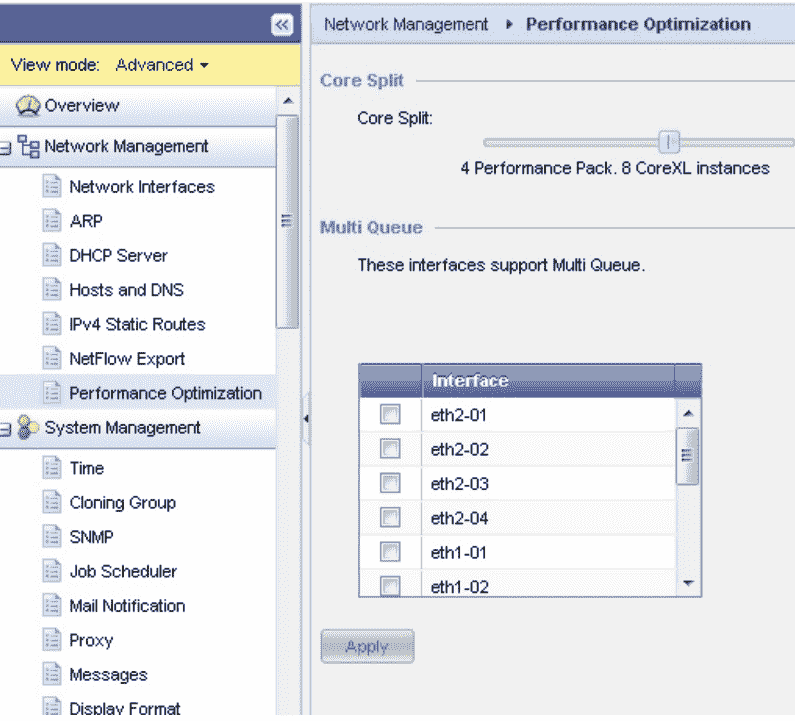 View mode: Advanced
Overview
Network Management
Network Interfaces
ARP
DHCP Server
Hosts and DNS
IPv4 Static Routes
NetFlow Export
Performance Optimization
System Management
Time
Cloning Group
SNMP
Job Scheduler
Mail Notification
Proxy
Messages
Display Format
Network Management Performance Optimization
Core Split
Core Split:
4 Performance Pack. 8 CoreXL instances
Multi Queue
These interfaces support Multi Queue.
Interface
eth2-01
eth2-02
eth2-03
eth2-04
eth1-01
eth1-02
Apply